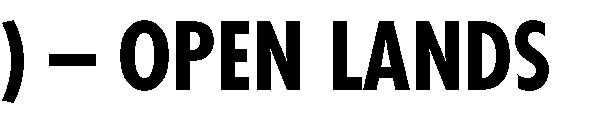 ) – OPEN LANDS